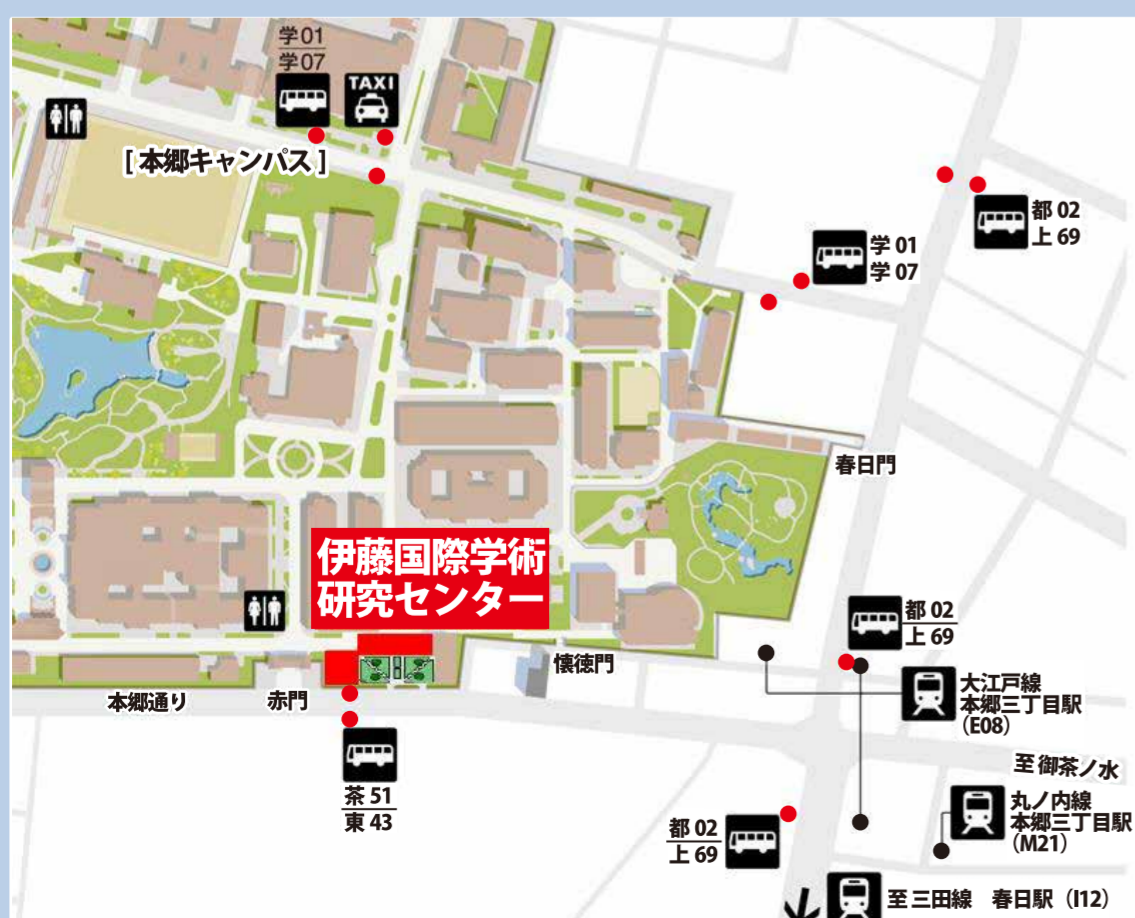 学01
学07
TAXI
[ 本郷キャンパス ]
都 02
上 69
学 01
学 07
春日門
伊藤国際学術
研究センター
都 02
上 69
懐徳門
大江戸線
本郷三丁目駅
(E08)
本郷通り
赤門
至 御茶ノ水
茶 51
東 43
丸ノ内線
本郷三丁目駅
(M21)
都 02
上 69
至 三田線 春日駅 (I12)